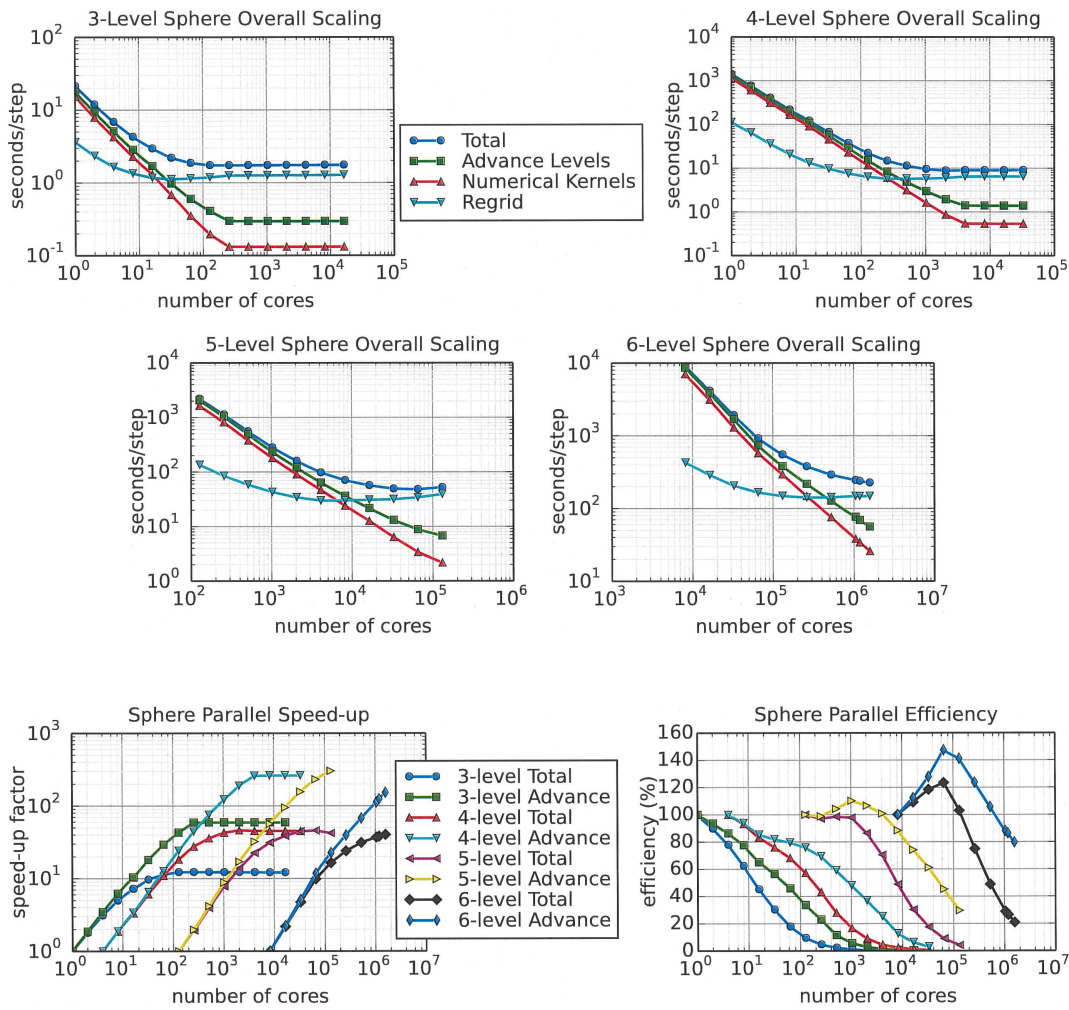 3-Level Sphere Overall Scaling
10^2
10^1
10^0
10^-1
seconds/step
10^0 10^1 10^2 10^3 10^4 10^5
number of cores
Total
Advance Levels
Numerical Kernels
Regrid
4-Level Sphere Overall Scaling
10^4
10^3
10^2
10^1
10^0
10^-1
seconds/step
10^0 10^1 10^2 10^3 10^4 10^5
number of cores
5-Level Sphere Overall Scaling
10^4
10^3
10^2
10^1
10^0
seconds/step
10^2 10^3 10^4 10^5 10^6
number of cores
6-Level Sphere Overall Scaling
10^4
10^3
10^2
10^1
seconds/step
10^3 10^4 10^5 10^6 10^7
number of cores
Sphere Parallel Speed-up
10^3
10^2
10^1
10^0
speed-up factor
10^0 10^1 10^2 10^3 10^4 10^5 10^6 10^7
number of cores
3-level Total
3-level Advance
4-level Total
4-level Advance
5-level Total
5-level Advance
6-level Total
6-level Advance
Sphere Parallel Efficiency
160
140
120
100
80
60
40
20
0
efficiency (%)
10^0 10^1 10^2 10^3 10^4 10^5 10^6 10^7
number of cores